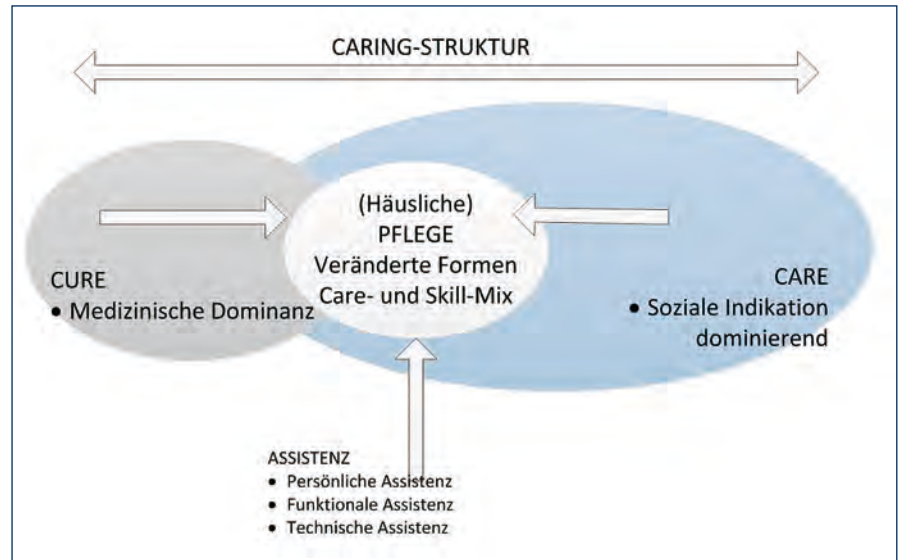 CARING-STRUKTUR
(Häusliche)
PFLEGE
Veränderte Formen
Care- und Skill-Mix
CURE
• Medizinische Dominanz
CARE
• Soziale Indikation
dominierend
ASSISTENZ
• Persönliche Assistenz
• Funktionale Assistenz
• Technische Assistenz